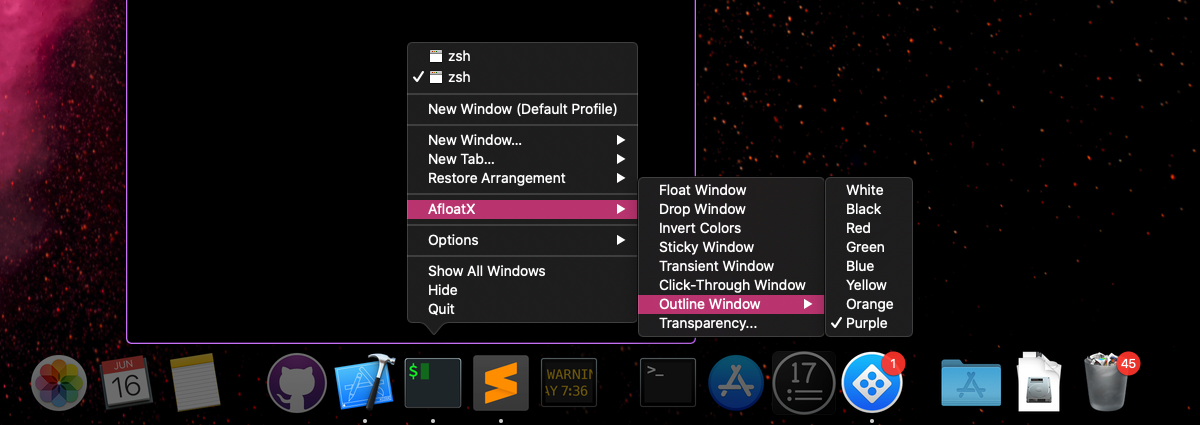 zsh
✓ zsh
New Window (Default Profile)
New Window...
New Tab...
Restore Arrangement
AfloatX
Options
Show All Windows
Hide
Quit
Float Window
Drop Window
Invert Colors
Sticky Window
Transient Window
Click-Through Window
Outline Window
Transparency...
White
Black
Red
Green
Blue
Yellow
Orange
✓ Purple
JUN
16
$
WARNIN
AY 7:36
>_
17
1
45